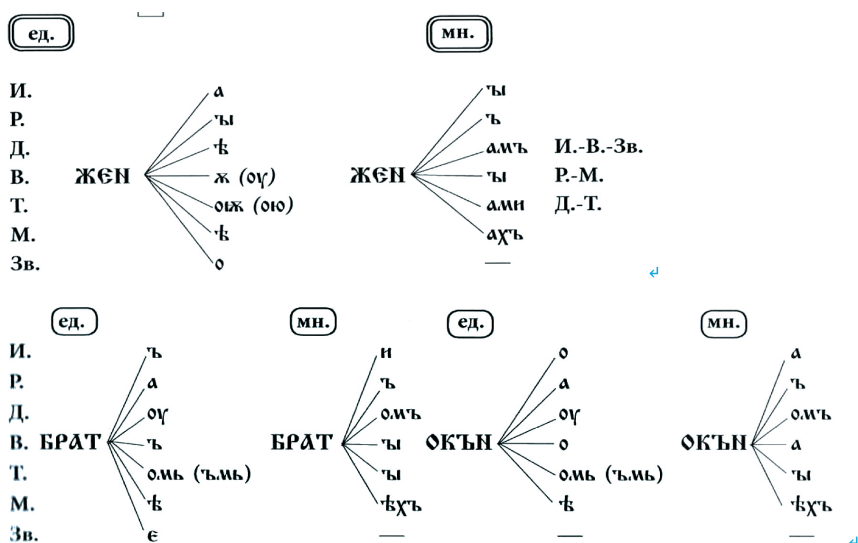 ед. мн.
И. а ꙑ
Р. ꙑ ъ
Д. ѣ амъ И.-В.-Зв.
В. ЖЕН ѫ (оу) ЖЕН ꙑ Р.-М.
Т. оѭ (ою) ами Д.-Т.
М. ѣ ахъ
Зв. о —
ед. мн. ед. мн.
И. ъ и о а
Р. а ъ а ъ
Д. оу омъ оу омъ
В. БРАТ ъ БРАТ ꙑ ОКЪН о ОКЪН а
Т. омь (ъмь) ꙑ омь (ъмь) ꙑ
М. ѣ ѣхъ ѣ ѣхъ
Зв. е — — —